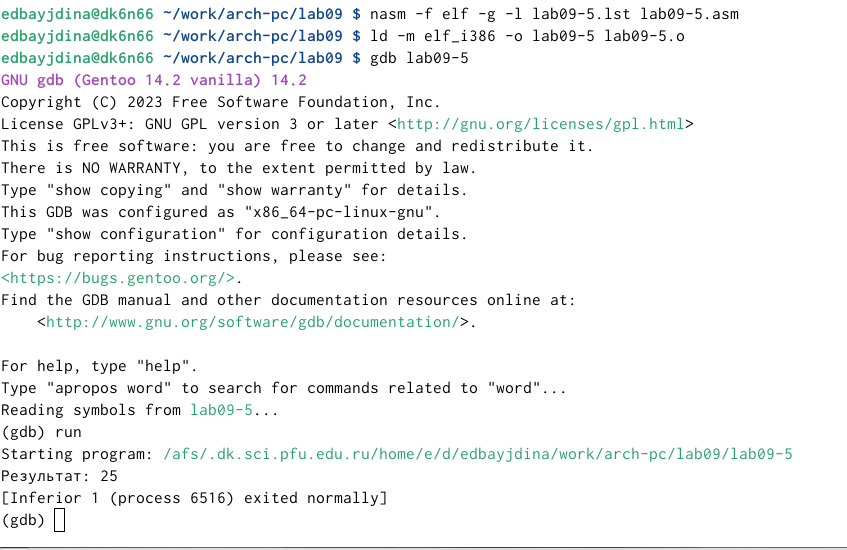 edbayjdina@dk6n66 ~/work/arch-pc/lab09 $ nasm -f elf -g -l lab09-5.lst lab09-5.asm
edbayjdina@dk6n66 ~/work/arch-pc/lab09 $ ld -m elf_i386 -o lab09-5 lab09-5.o
edbayjdina@dk6n66 ~/work/arch-pc/lab09 $ gdb lab09-5
GNU gdb (Gentoo 14.2 vanilla) 14.2
Copyright (C) 2023 Free Software Foundation, Inc.
License GPLv3+: GNU GPL version 3 or later <http://gnu.org/licenses/gpl.html>
This is free software: you are free to change and redistribute it.
There is NO WARRANTY, to the extent permitted by law.
Type "show copying" and "show warranty" for details.
This GDB was configured as "x86_64-pc-linux-gnu".
Type "show configuration" for configuration details.
For bug reporting instructions, please see:
<https://bugs.gentoo.org/>.
Find the GDB manual and other documentation resources online at:
    <http://www.gnu.org/software/gdb/documentation/>.

For help, type "help".
Type "apropos word" to search for commands related to "word"...
Reading symbols from lab09-5...
(gdb) run
Starting program: /afs/.dk.sci.pfu.edu.ru/home/e/d/edbayjdina/work/arch-pc/lab09/lab09-5
Результат: 25
[Inferior 1 (process 6516) exited normally]
(gdb)